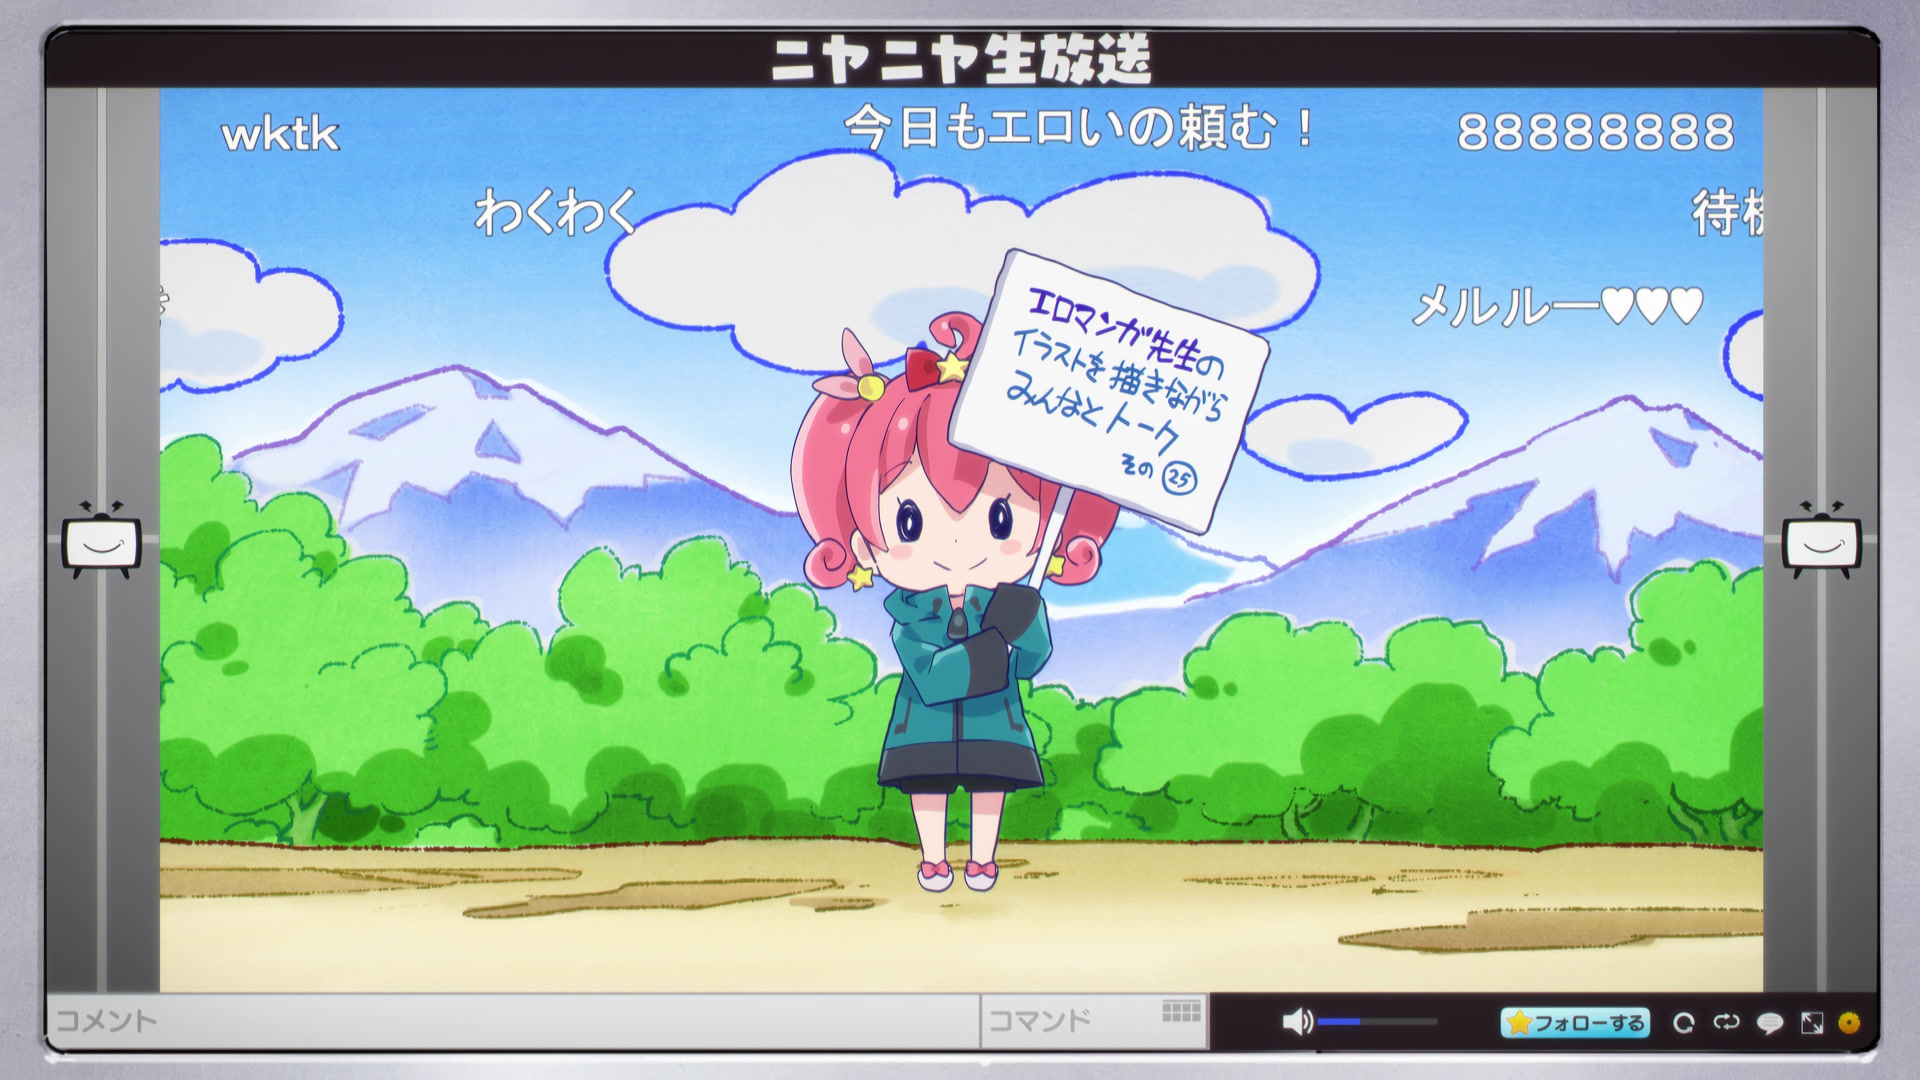 ニヤニヤ生放送
wktk
今日もエロいの頼む！
88888888
わくわく
待機
メルルー♥♥♥
エロマンガ先生の
イラストを描きながら
みんなとトーク
その㉕
コメント
コマンド
フォローする